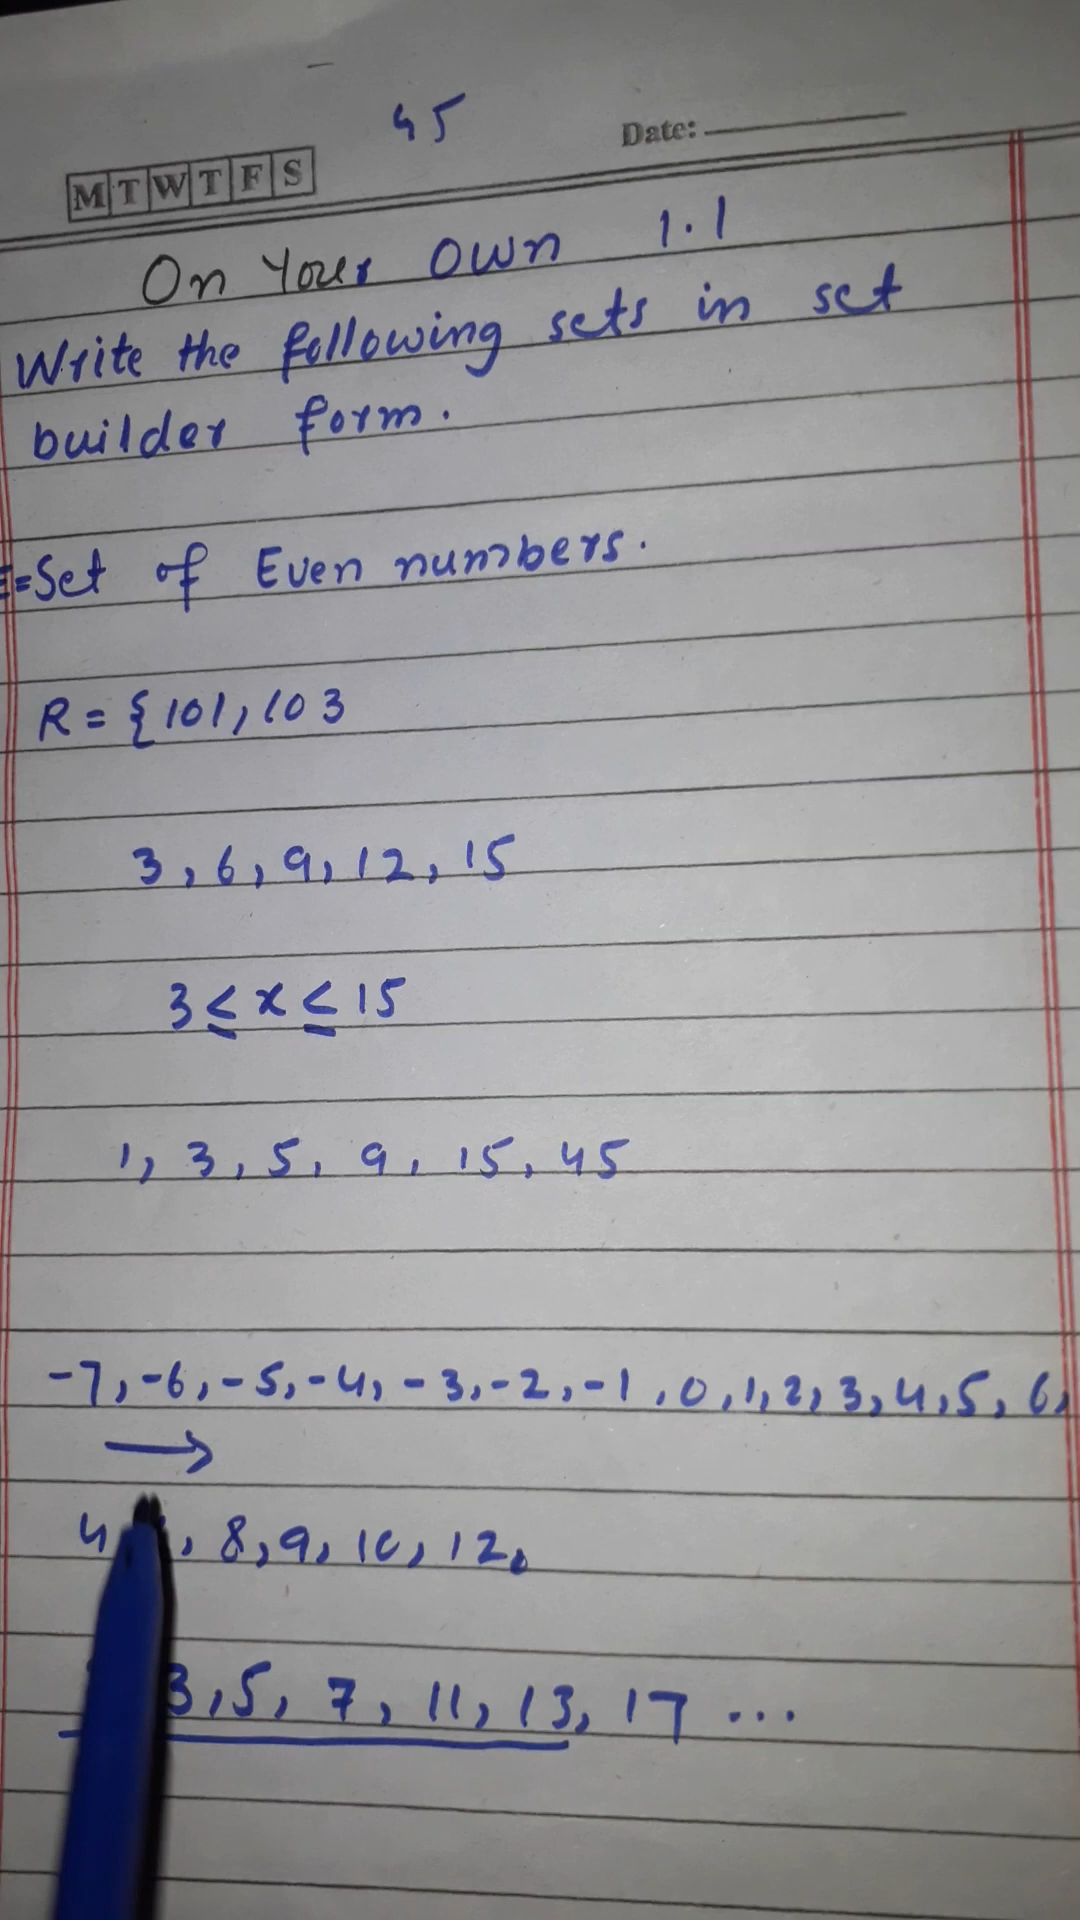 45
Date:
M T W T F S
On Your Own 1.1
Write the following sets in set
builder form.
E=Set of Even numbers.
R = { 101, 103
3, 6, 9, 12, 15
3 ≤ x ≤ 15
1, 3, 5, 9, 15, 45
-7, -6, -5, -4, -3, -2, -1, 0, 1, 2, 3, 4, 5, 6,
→
4 , 8, 9, 10, 12,
3, 5, 7, 11, 13, 17 ...